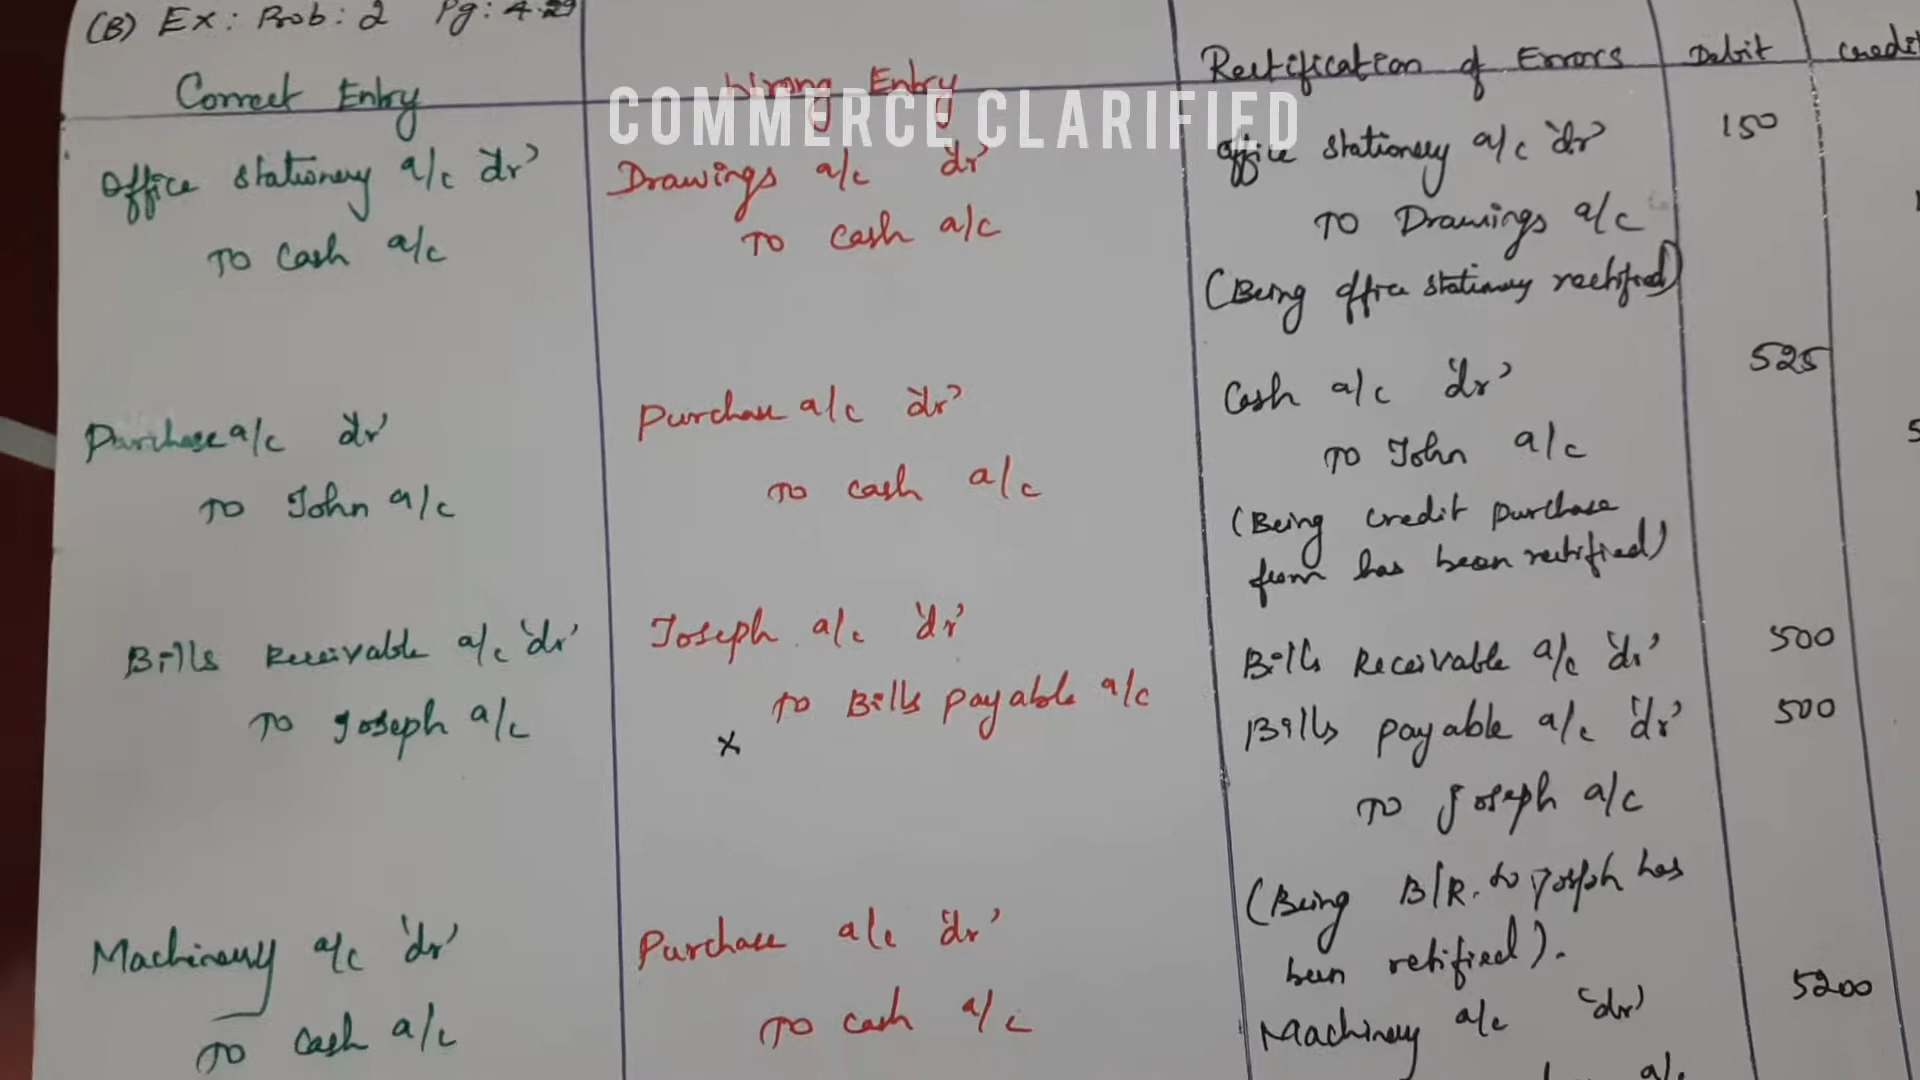 (B) Ex: Prob: 2 Pg: 4.29
Correct Entry
Wrong Entry
Rectification of Errors
Debit
Credit
COMMERCE CLARIFIED
Office stationery a/c 'dr'
TO Cash a/c
Drawings a/c 'dr'
TO cash a/c
Office stationery a/c 'dr'
TO Drawings a/c
(Being office stationery rectified)
150
Purchase a/c 'dr'
TO John a/c
Purchase a/c 'dr'
TO cash a/c
Cash a/c 'dr'
TO John a/c
(Being credit purchase
from has been rectified)
525
5
Bills Receivable a/c 'dr'
TO Joseph a/c
Joseph a/c 'dr'
TO Bills payable a/c
x
Bills Receivable a/c 'dr'
Bills payable a/c 'dr'
TO Joseph a/c
(Being B/R. to Joseph has
been retified).
500
500
Machinery a/c 'dr'
TO cash a/c
Purchase a/c 'dr'
TO cash a/c
Machinery a/c 'dr'
5200
a/c